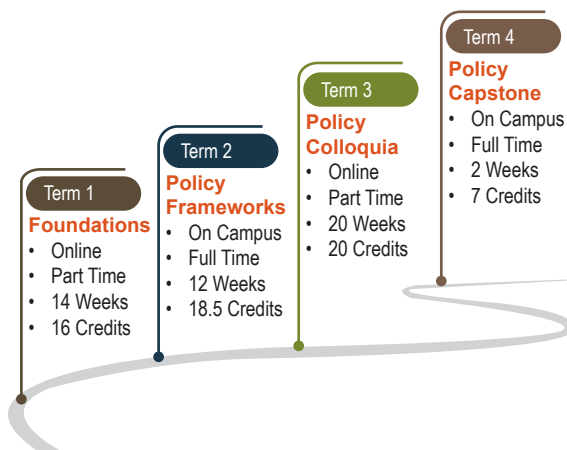 Term 1
Foundations
• Online
• Part Time
• 14 Weeks
• 16 Credits
Term 2
Policy
Frameworks
• On Campus
• Full Time
• 12 Weeks
• 18.5 Credits
Term 3
Policy
Colloquia
• Online
• Part Time
• 20 Weeks
• 20 Credits
Term 4
Policy
Capstone
• On Campus
• Full Time
• 2 Weeks
• 7 Credits